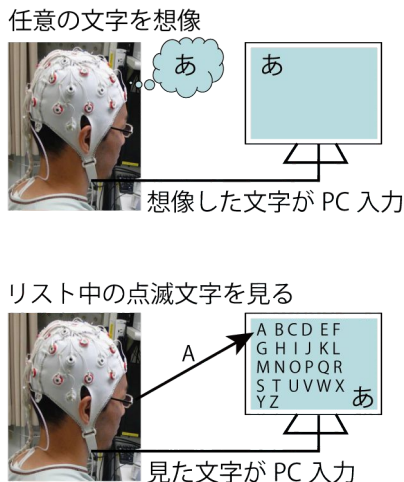 任意の文字を想像
あ
あ
想像した文字が PC 入力
リスト中の点滅文字を見る
A
A B C D E F
G H I J K L
M N O P Q R
S T U V W X
Y Z
あ
見た文字が PC 入力